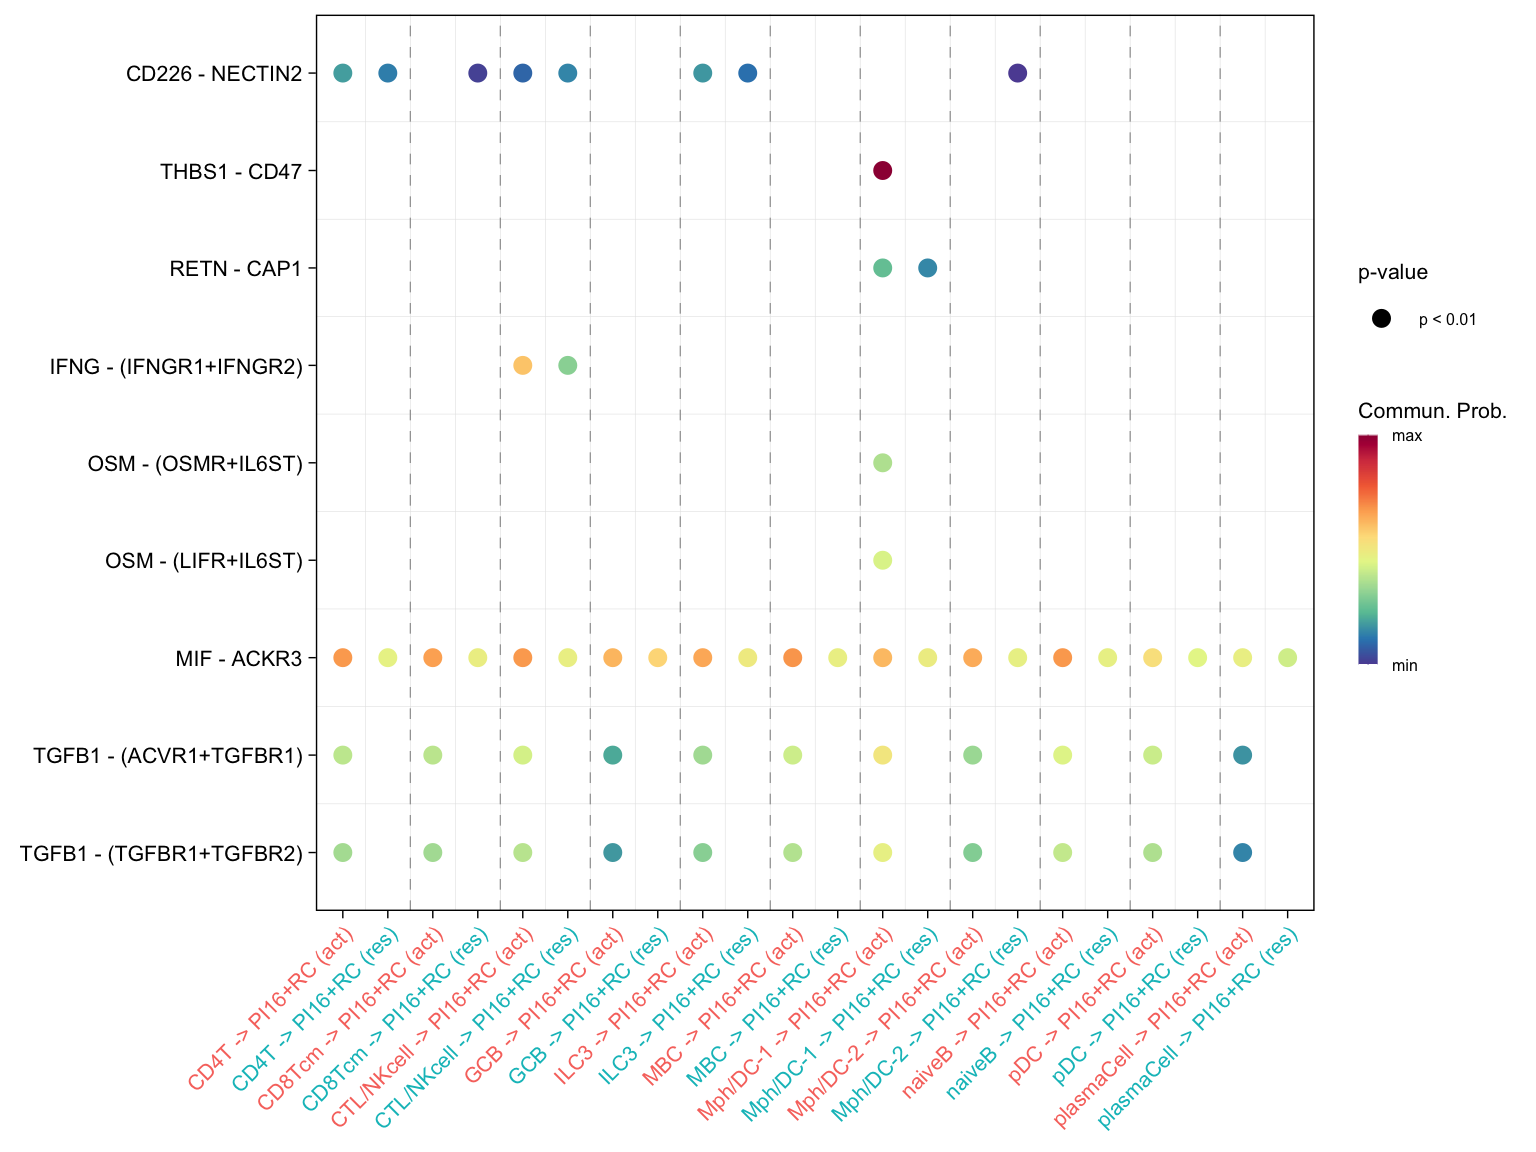 CD226 - NECTIN2
THBS1 - CD47
RETN - CAP1
IFNG - (IFNGR1+IFNGR2)
OSM - (OSMR+IL6ST)
OSM - (LIFR+IL6ST)
MIF - ACKR3
TGFB1 - (ACVR1+TGFBR1)
TGFB1 - (TGFBR1+TGFBR2)
CD4T -> PI16+RC (act)
CD4T -> PI16+RC (res)
CD8Tcm -> PI16+RC (act)
CD8Tcm -> PI16+RC (res)
CTL/NKcell -> PI16+RC (act)
CTL/NKcell -> PI16+RC (res)
GCB -> PI16+RC (act)
GCB -> PI16+RC (res)
ILC3 -> PI16+RC (act)
ILC3 -> PI16+RC (res)
MBC -> PI16+RC (act)
MBC -> PI16+RC (res)
Mph/DC-1 -> PI16+RC (act)
Mph/DC-1 -> PI16+RC (res)
Mph/DC-2 -> PI16+RC (act)
Mph/DC-2 -> PI16+RC (res)
naiveB -> PI16+RC (act)
naiveB -> PI16+RC (res)
pDC -> PI16+RC (act)
pDC -> PI16+RC (res)
plasmaCell -> PI16+RC (act)
plasmaCell -> PI16+RC (res)
p-value
p < 0.01
Commun. Prob.
max
min